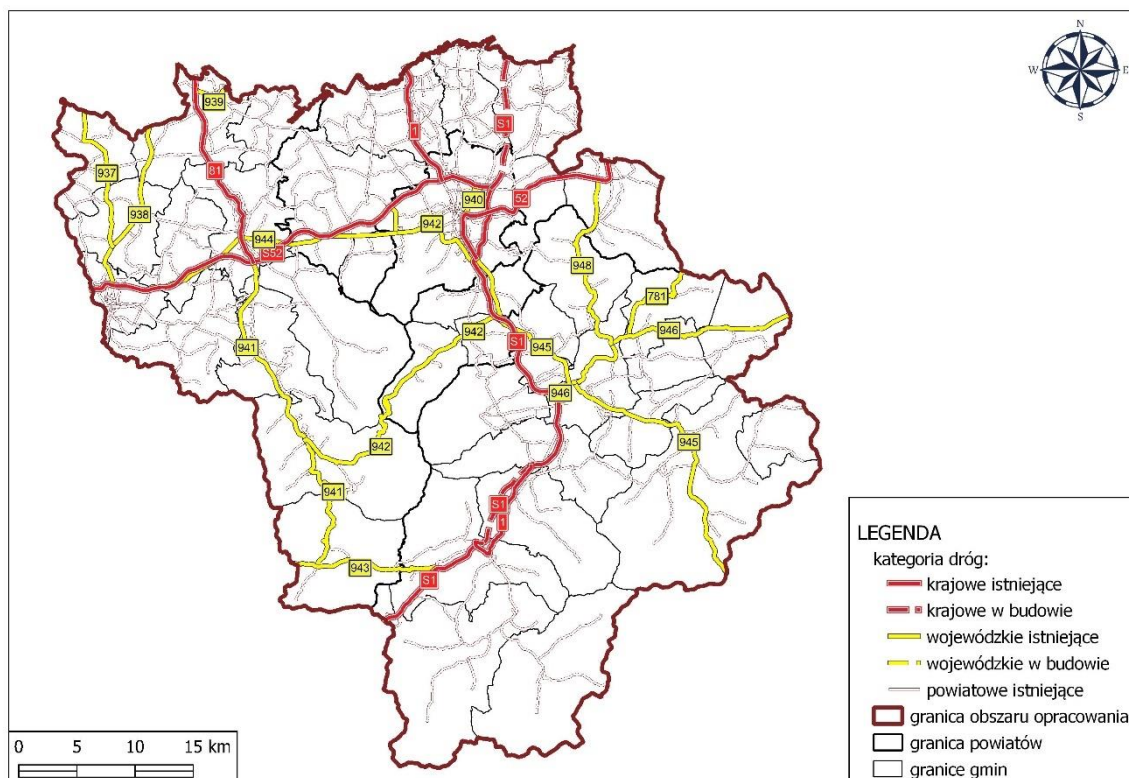 N
W E
S
939
1
S1
937
81
52
938
940
942
944
S52
948
781
942
946
S1
945
941
946
942
945
941
S1
1
943
S1
LEGENDA
kategoria dróg:
krajowe istniejące
krajowe w budowie
wojewódzkie istniejące
wojewódzkie w budowie
powiatowe istniejące
granica obszaru opracowania
granica powiatów
granice gmin
0 5 10 15 km